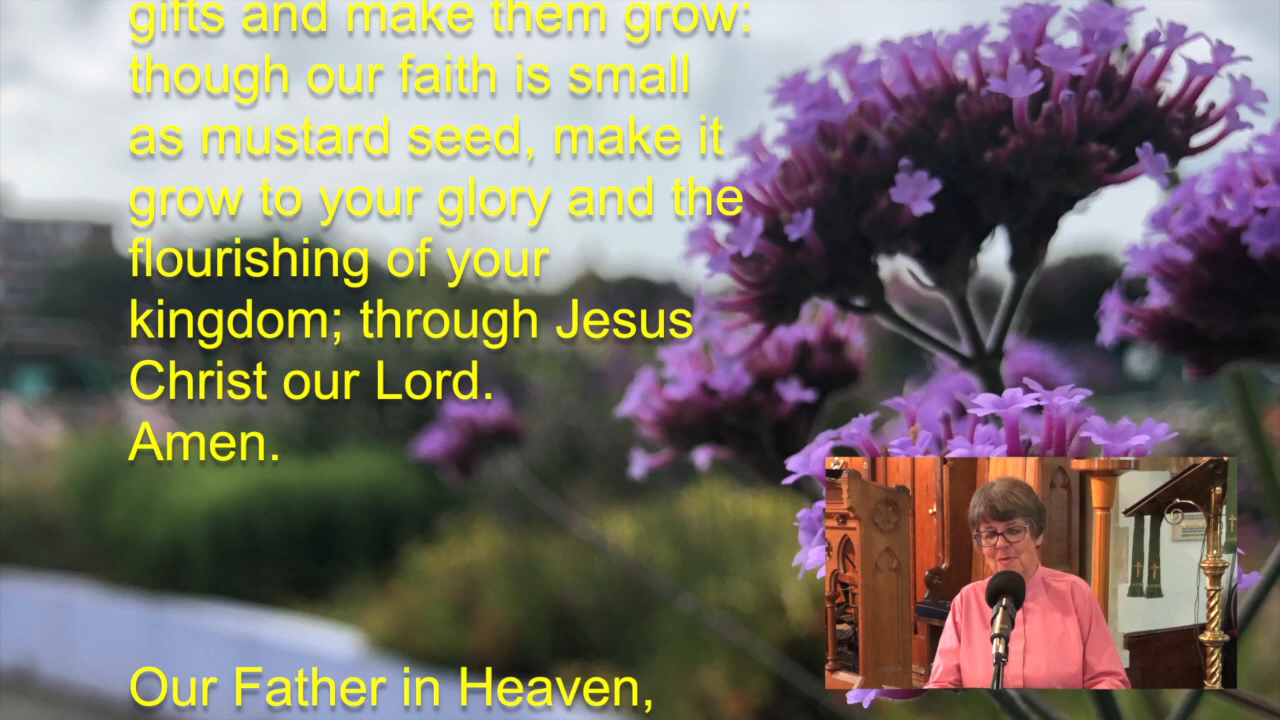 gifts and make them grow:
though our faith is small
as mustard seed, make it
grow to your glory and the
flourishing of your
kingdom; through Jesus
Christ our Lord.
Amen.
Our Father in Heaven,